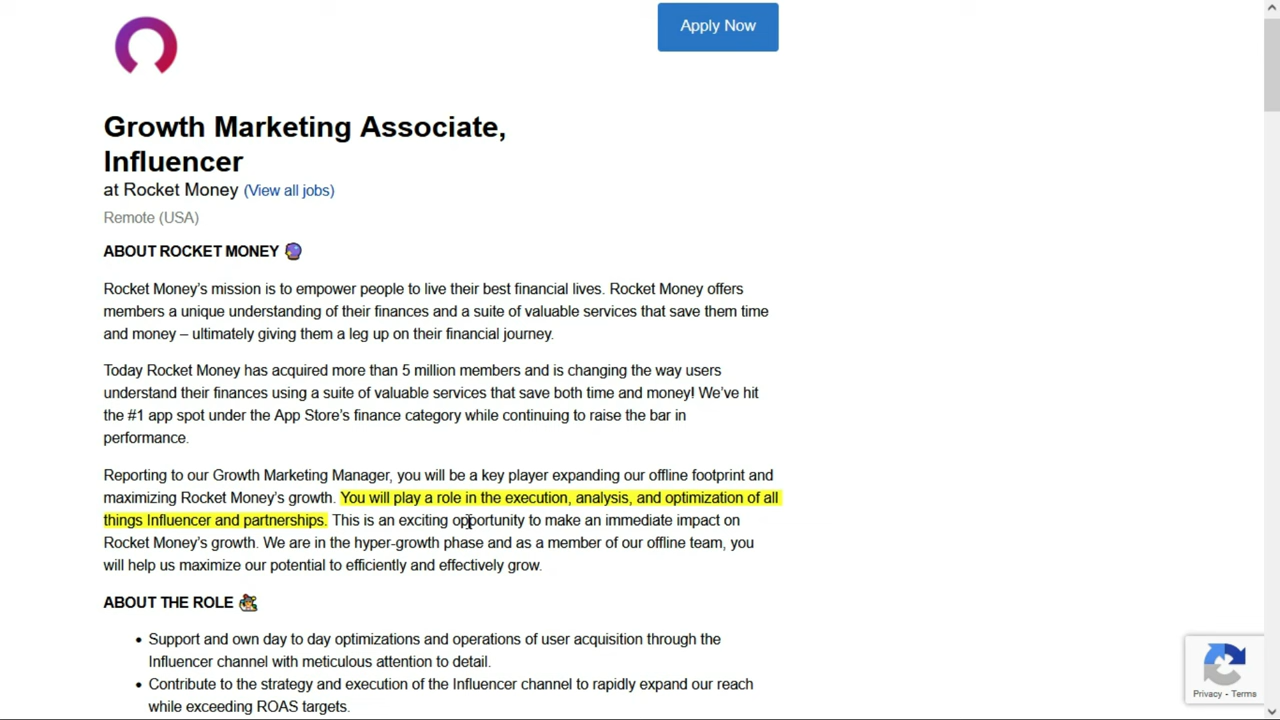 Apply Now
Growth Marketing Associate,
Influencer
at Rocket Money (View all jobs)
Remote (USA)
ABOUT ROCKET MONEY 🔮
Rocket Money’s mission is to empower people to live their best financial lives. Rocket Money offers
members a unique understanding of their finances and a suite of valuable services that save them time
and money – ultimately giving them a leg up on their financial journey.
Today Rocket Money has acquired more than 5 million members and is changing the way users
understand their finances using a suite of valuable services that save both time and money! We’ve hit
the #1 app spot under the App Store’s finance category while continuing to raise the bar in
performance.
Reporting to our Growth Marketing Manager, you will be a key player expanding our offline footprint and
maximizing Rocket Money’s growth. You will play a role in the execution, analysis, and optimization of all
things Influencer and partnerships. This is an exciting opportunity to make an immediate impact on
Rocket Money’s growth. We are in the hyper-growth phase and as a member of our offline team, you
will help us maximize our potential to efficiently and effectively grow.
ABOUT THE ROLE
• Support and own day to day optimizations and operations of user acquisition through the
Influencer channel with meticulous attention to detail.
• Contribute to the strategy and execution of the Influencer channel to rapidly expand our reach
while exceeding ROAS targets.
Privacy - Terms